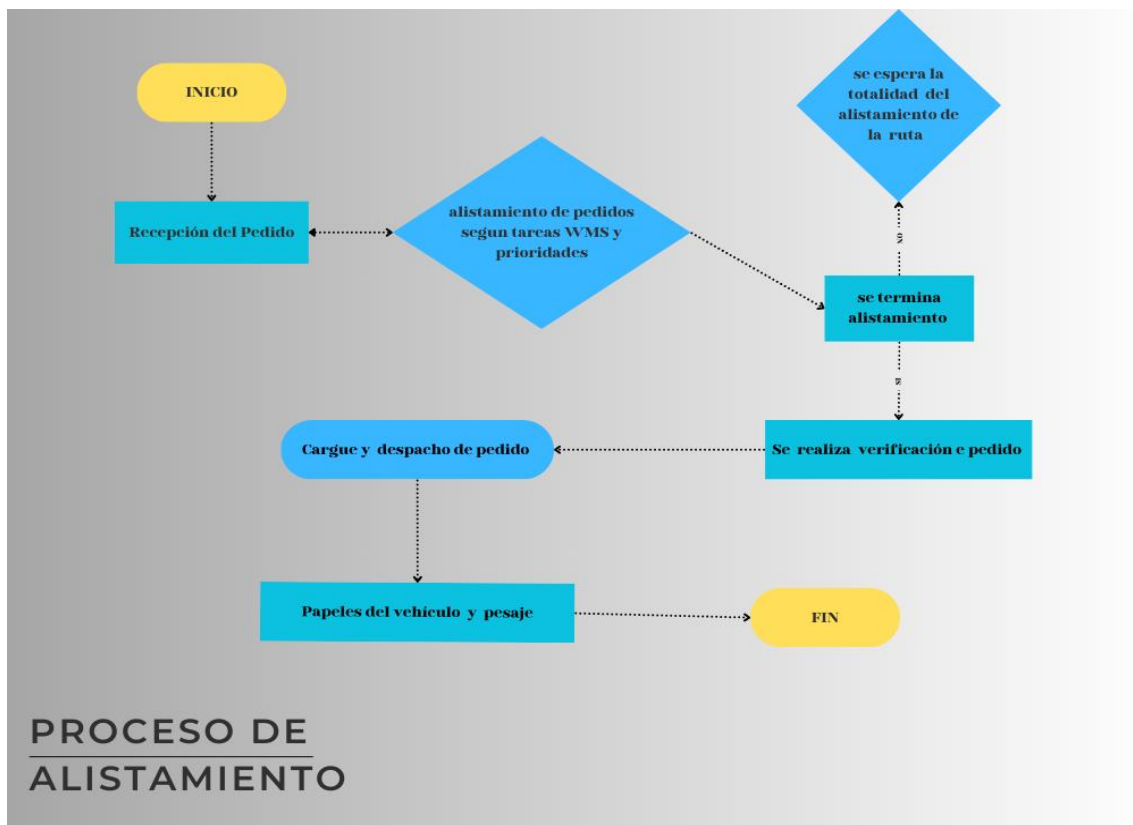 INICIO
Recepción del Pedido
alistamiento de pedidos
segun tareas WMS y
prioridades
se espera la
totalidad del
alistamiento de
la ruta
NO
se termina
alistamiento
SI
Se realiza verificación e pedido
Cargue y despacho de pedido
Papeles del vehículo y pesaje
FIN
PROCESO DE
ALISTAMIENTO